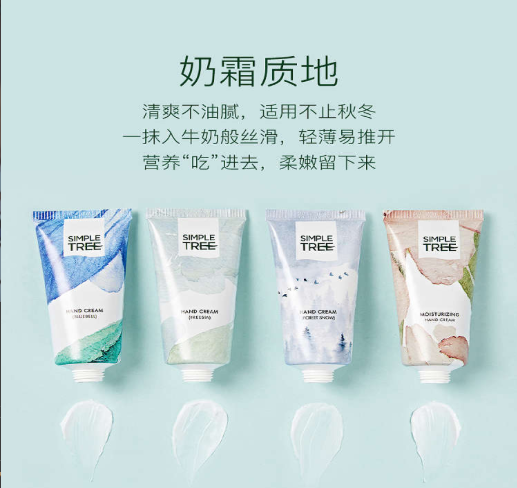 奶霜质地
清爽不油腻，适用不止秋冬
一抹入牛奶般丝滑，轻薄易推开
营养“吃”进去，柔嫩留下来
SIMPLE
TREE
HAND CREAM
SIMPLE
TREE
HAND CREAM
(FREESIA)
SIMPLE
TREE
HAND CREAM
(FOREST SNOW)
SIMPLE
TREE
MOISTURIZING
HAND CREAM